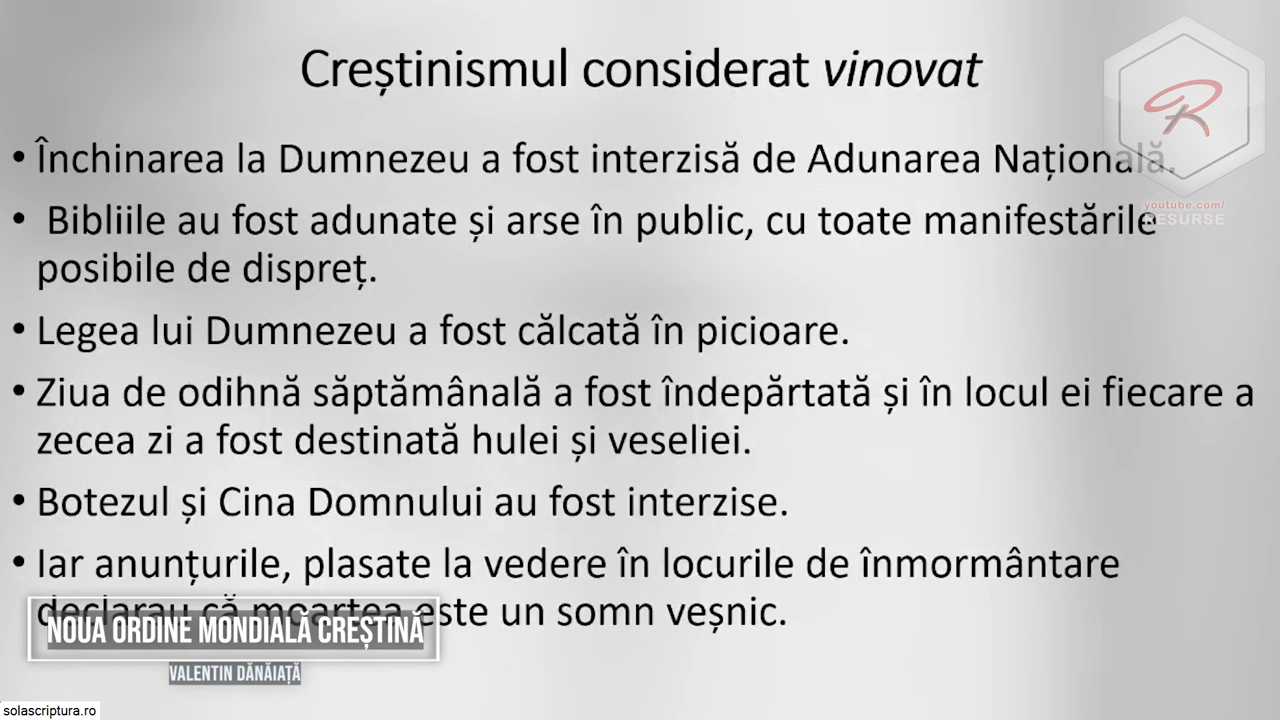 Creștinismul considerat vinovat
• Închinarea la Dumnezeu a fost interzisă de Adunarea Națională.
• Bibliile au fost adunate și arse în public, cu toate manifestările
posibile de dispreț.
• Legea lui Dumnezeu a fost călcată în picioare.
• Ziua de odihnă săptămânală a fost îndepărtată și în locul ei fiecare a
zecea zi a fost destinată hulei și veseliei.
• Botezul și Cina Domnului au fost interzise.
• Iar anunțurile, plasate la vedere în locurile de înmormântare
declarau că moartea este un somn veșnic.
NOUA ORDINE MONDIALĂ CREȘTINĂ
VALENTIN DĂNĂIAȚĂ
solascriptura.ro
R
youtube.com/
RESURSE